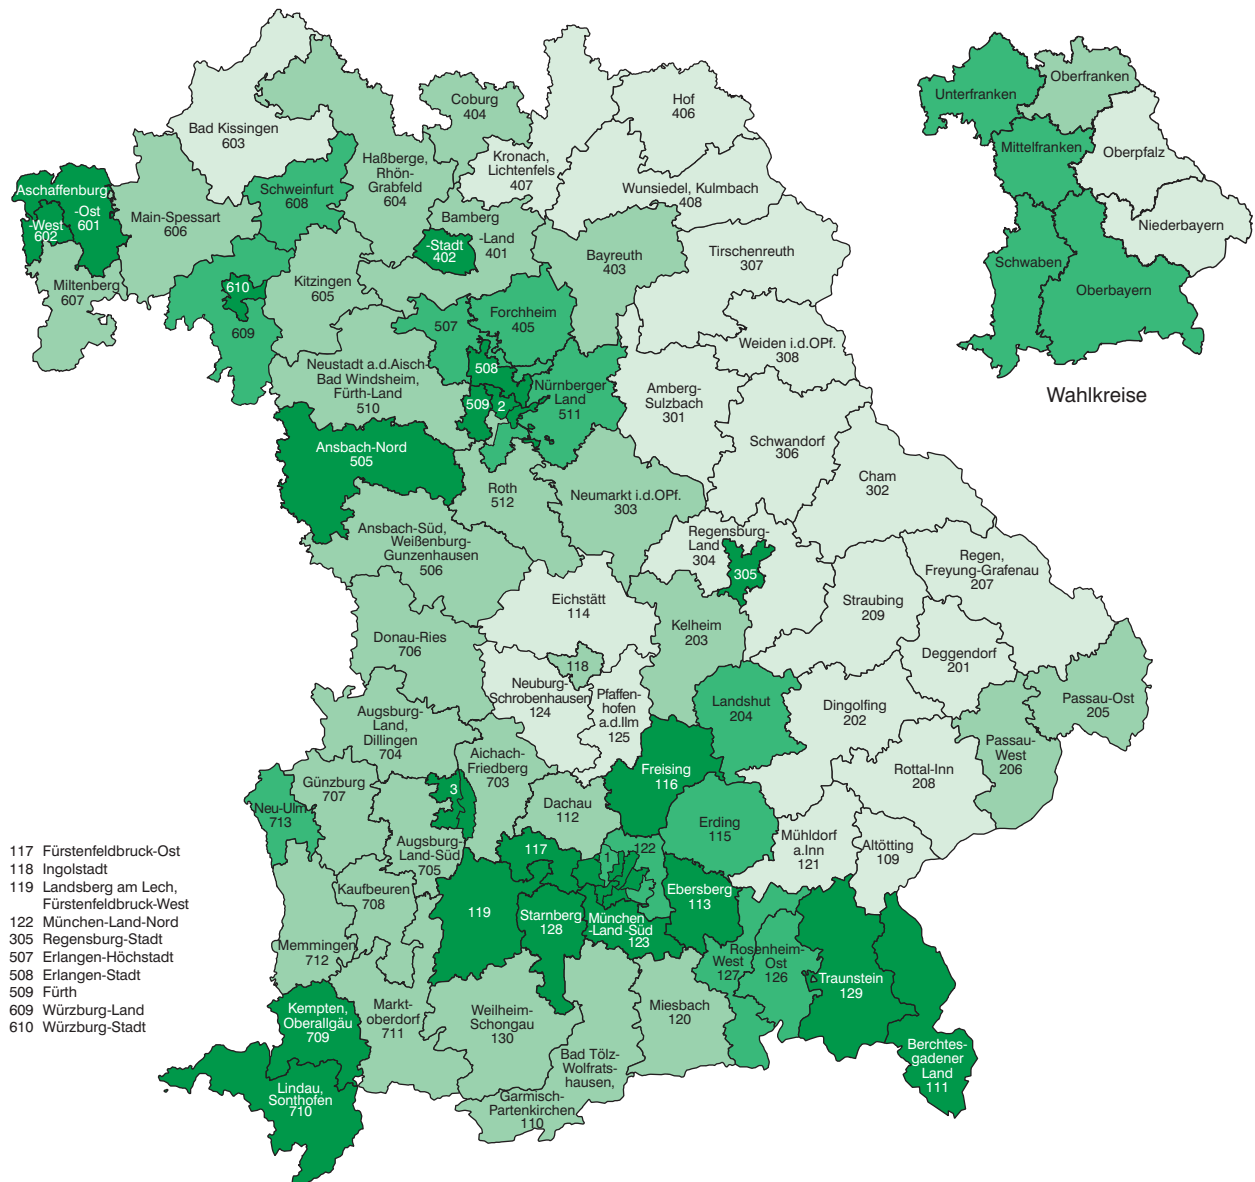 Bad Kissingen
603
Coburg
404
Hof
406
Haßberge,
Rhön-
Grabfeld
604
Kronach,
Lichtenfels
407
Wunsiedel, Kulmbach
408
Schweinfurt
608
Aschaffenburg
-Ost
601
-West
602
Main-Spessart
606
Bamberg
-Land
401
-Stadt
402
Bayreuth
403
Tirschenreuth
307
Miltenberg
607
610
609
Kitzingen
605
507
Forchheim
405
Weiden i.d.OPf.
308
Neustadt a.d.Aisch-
Bad Windsheim,
Fürth-Land
510
508
509
2
Nürnberger
Land
511
Amberg-
Sulzbach
301
Schwandorf
306
Ansbach-Nord
505
Cham
302
Roth
512
Neumarkt i.d.OPf.
303
Ansbach-Süd,
Weißenburg-
Gunzenhausen
506
Regensburg-
Land
304
305
Regen,
Freyung-Grafenau
207
Eichstätt
114
Straubing
209
Kelheim
203
Donau-Ries
706
Deggendorf
201
118
Neuburg-
Schrobenhausen
124
Pfaffen-
hofen
a.d.Ilm
125
Landshut
204
Dingolfing
202
Passau-Ost
205
Passau-
West
206
Augsburg-
Land,
Dillingen
704
Aichach-
Friedberg
703
Freising
116
Rottal-Inn
208
Günzburg
707
3
Dachau
112
Neu-Ulm
713
Erding
115
Mühldorf
a.Inn
121
Altötting
109
Augsburg-
Land-Süd
705
117
1
122
Kaufbeuren
708
119
Starnberg
128
München
-Land-Süd
123
Ebersberg
113
Memmingen
712
Rosenheim-
West
127
Ost
126
Traunstein
129
Kempten,
Oberallgäu
709
Markt-
oberdorf
711
Weilheim-
Schongau
130
Miesbach
120
Bad Tölz-
Wolfrats-
hausen,
Garmisch-
Partenkirchen
110
Berchtes-
gadener
Land
111
Lindau,
Sonthofen
710
Unterfranken
Oberfranken
Mittelfranken
Oberpfalz
Niederbayern
Schwaben
Oberbayern
Wahlkreise
117 Fürstenfeldbruck-Ost
118 Ingolstadt
119 Landsberg am Lech,
Fürstenfeldbruck-West
122 München-Land-Nord
305 Regensburg-Stadt
507 Erlangen-Höchstadt
508 Erlangen-Stadt
509 Fürth
609 Würzburg-Land
610 Würzburg-Stadt